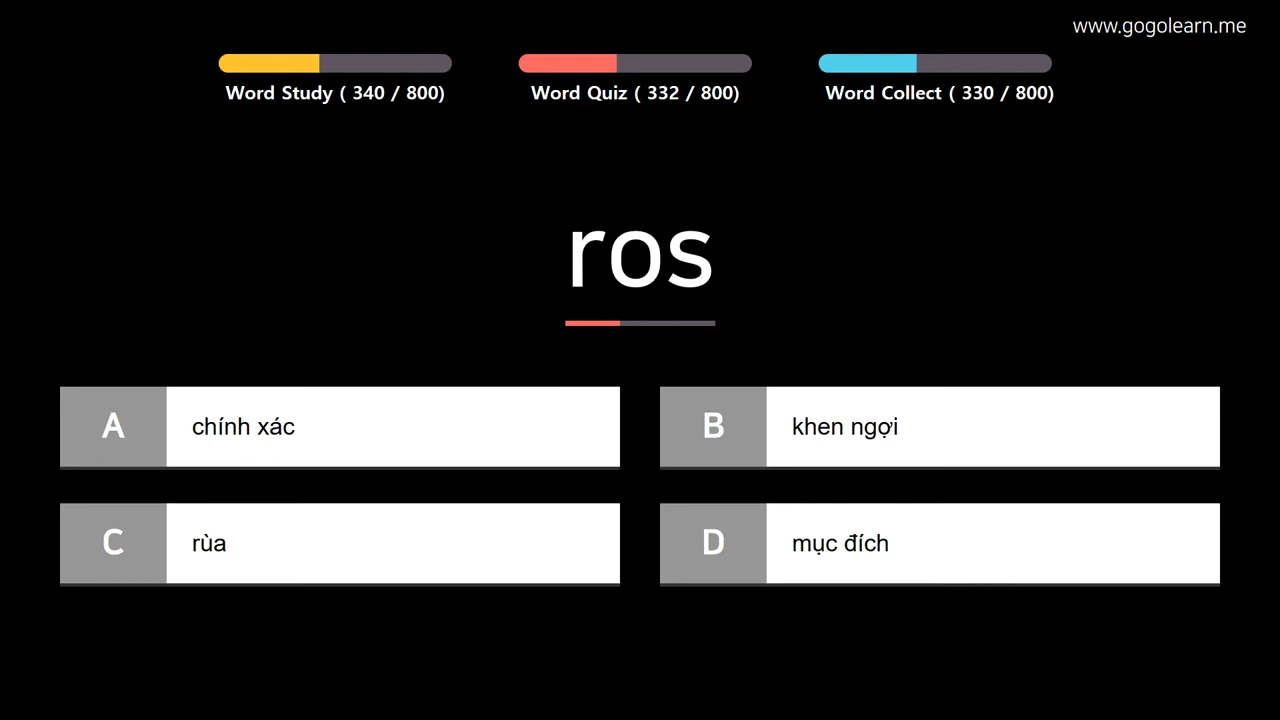 www.gogolearn.me
Word Study ( 340 / 800)
Word Quiz ( 332 / 800)
Word Collect ( 330 / 800)
ros
A chính xác
B khen ngợi
C rùa
D mục đích